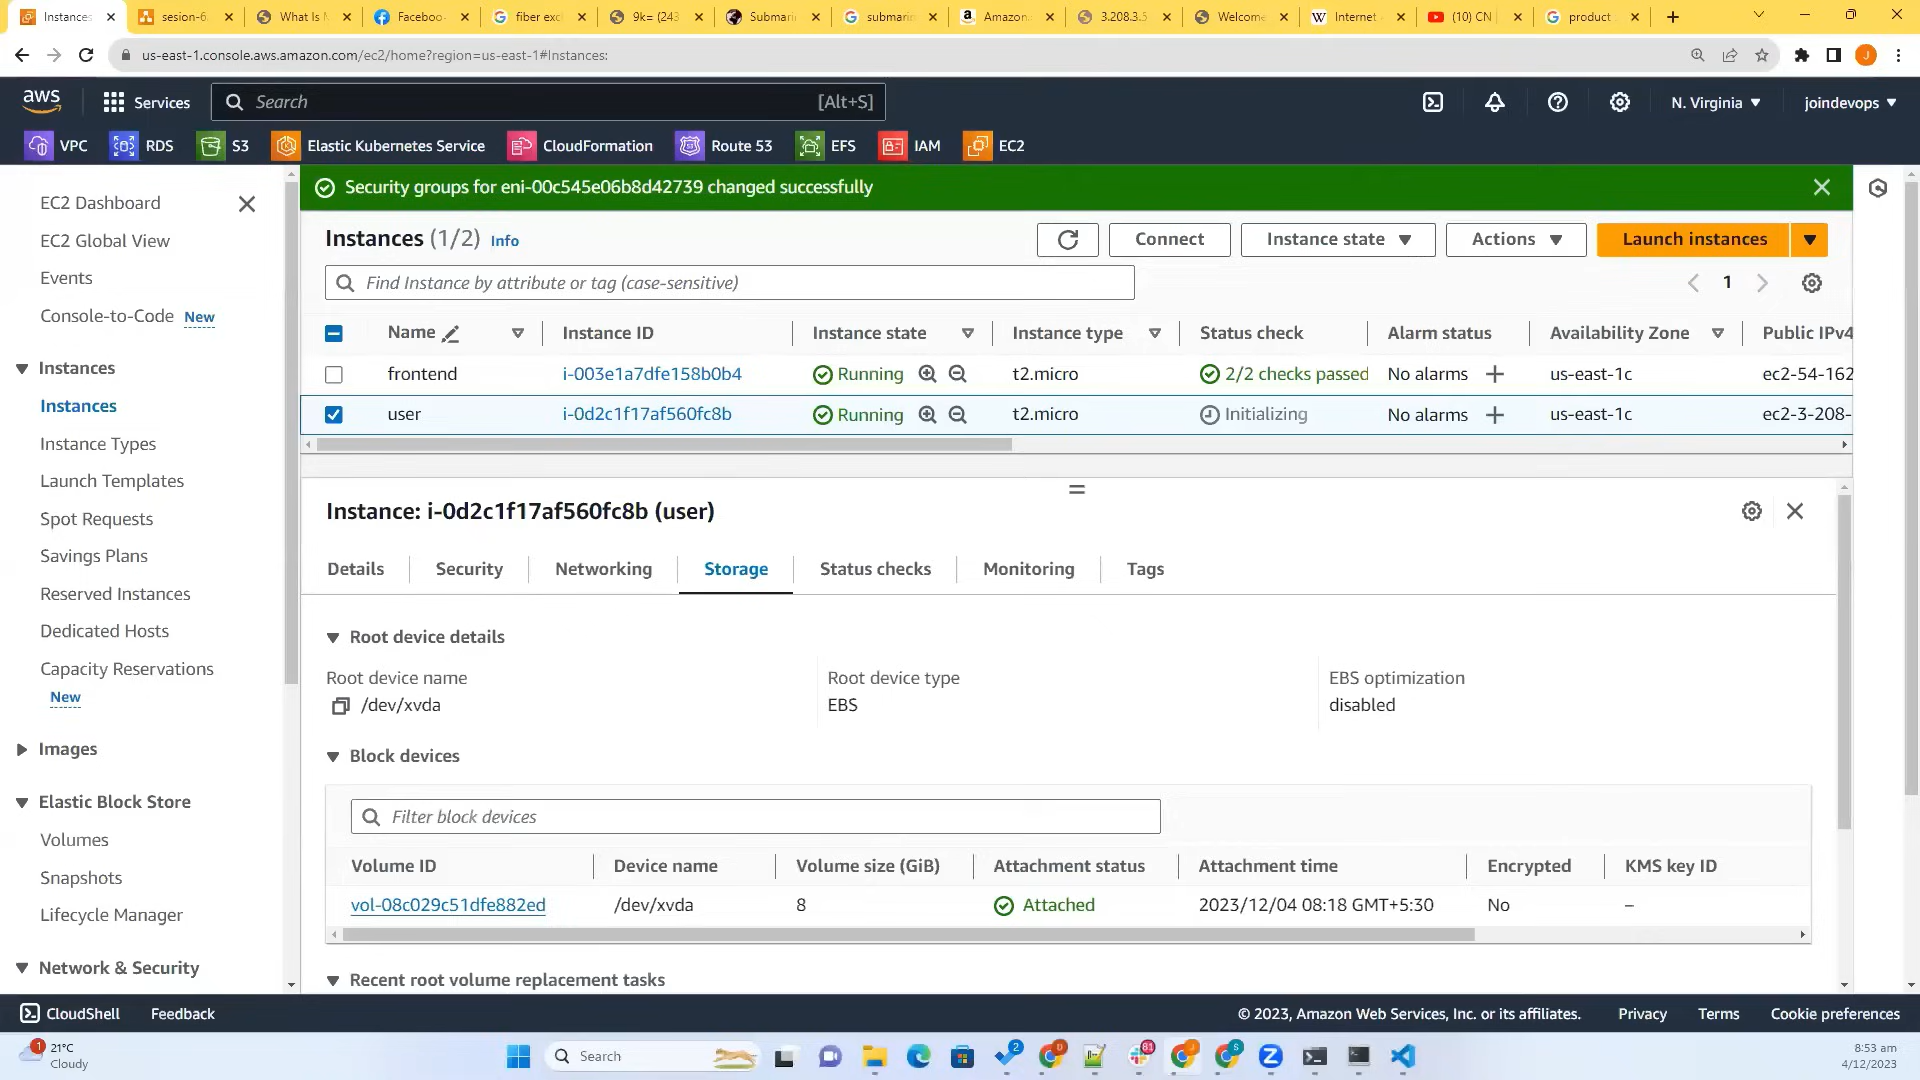 Instances
sesion-6
What Is M
Faceboo
fiber exc
9k= (243
Submarin
submarin
Amazon.
3.208.3.5
Welcome
Internet
(10) CN
product
us-east-1.console.aws.amazon.com/ec2/home?region=us-east-1#Instances:
J
aws
Services
Search
[Alt+S]
N. Virginia
joindevops
VPC
RDS
S3
Elastic Kubernetes Service
CloudFormation
Route 53
EFS
IAM
EC2
EC2 Dashboard
EC2 Global View
Events
Console-to-Code New
Instances
Instances
Instance Types
Launch Templates
Spot Requests
Savings Plans
Reserved Instances
Dedicated Hosts
Capacity Reservations
New
Images
Elastic Block Store
Volumes
Snapshots
Lifecycle Manager
Network & Security
Security groups for eni-00c545e06b8d42739 changed successfully
Instances (1/2) Info
Connect
Instance state
Actions
Launch instances
Find Instance by attribute or tag (case-sensitive)
1
Name Instance ID Instance state Instance type Status check Alarm status Availability Zone Public IPv4
frontend i-003e1a7dfe158b0b4 Running t2.micro 2/2 checks passed No alarms us-east-1c ec2-54-162
user i-0d2c1f17af560fc8b Running t2.micro Initializing No alarms us-east-1c ec2-3-208-
Instance: i-0d2c1f17af560fc8b (user)
Details Security Networking Storage Status checks Monitoring Tags
Root device details
Root device name
/dev/xvda
Root device type
EBS
EBS optimization
disabled
Block devices
Filter block devices
Volume ID Device name Volume size (GiB) Attachment status Attachment time Encrypted KMS key ID
vol-08c029c51dfe882ed /dev/xvda 8 Attached 2023/12/04 08:18 GMT+5:30 No –
Recent root volume replacement tasks
CloudShell Feedback
© 2023, Amazon Web Services, Inc. or its affiliates. Privacy Terms Cookie preferences
1
21°C
Cloudy
Search
2
D
81
J
S
8:53 am
4/12/2023